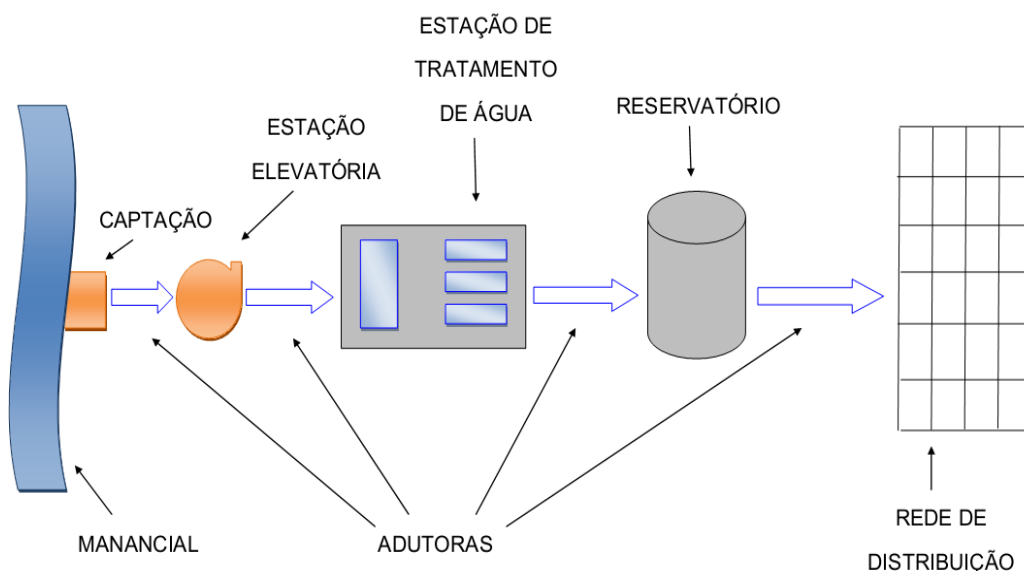 ESTAÇÃO DE
TRATAMENTO
DE ÁGUA
RESERVATÓRIO
ESTAÇÃO
ELEVATÓRIA
CAPTAÇÃO
MANANCIAL
ADUTORAS
REDE DE
DISTRIBUIÇÃO